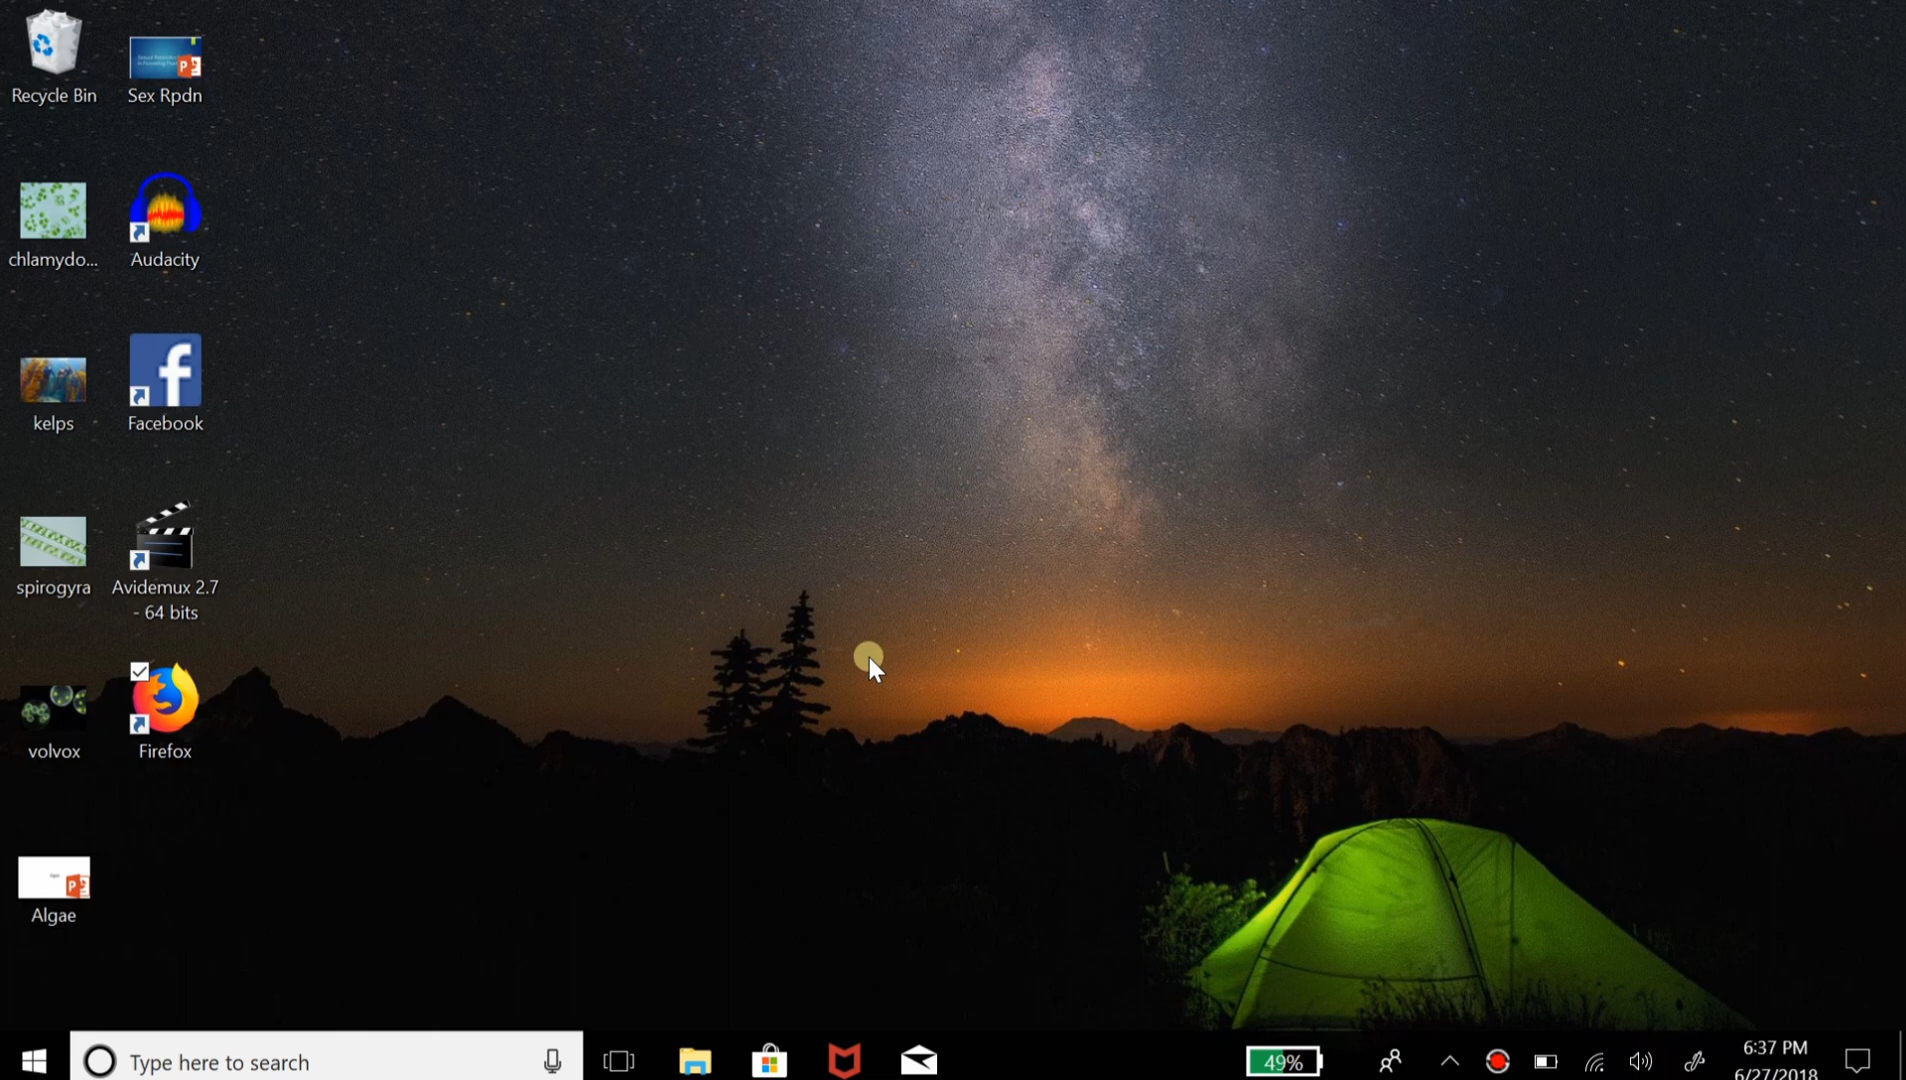 Recycle Bin
Sex Rpdn
chlamydo...
Audacity
kelps
Facebook
spirogyra
Avidemux 2.7
- 64 bits
volvox
Firefox
Algae
Type here to search
49%
6:37 PM
6/27/2018